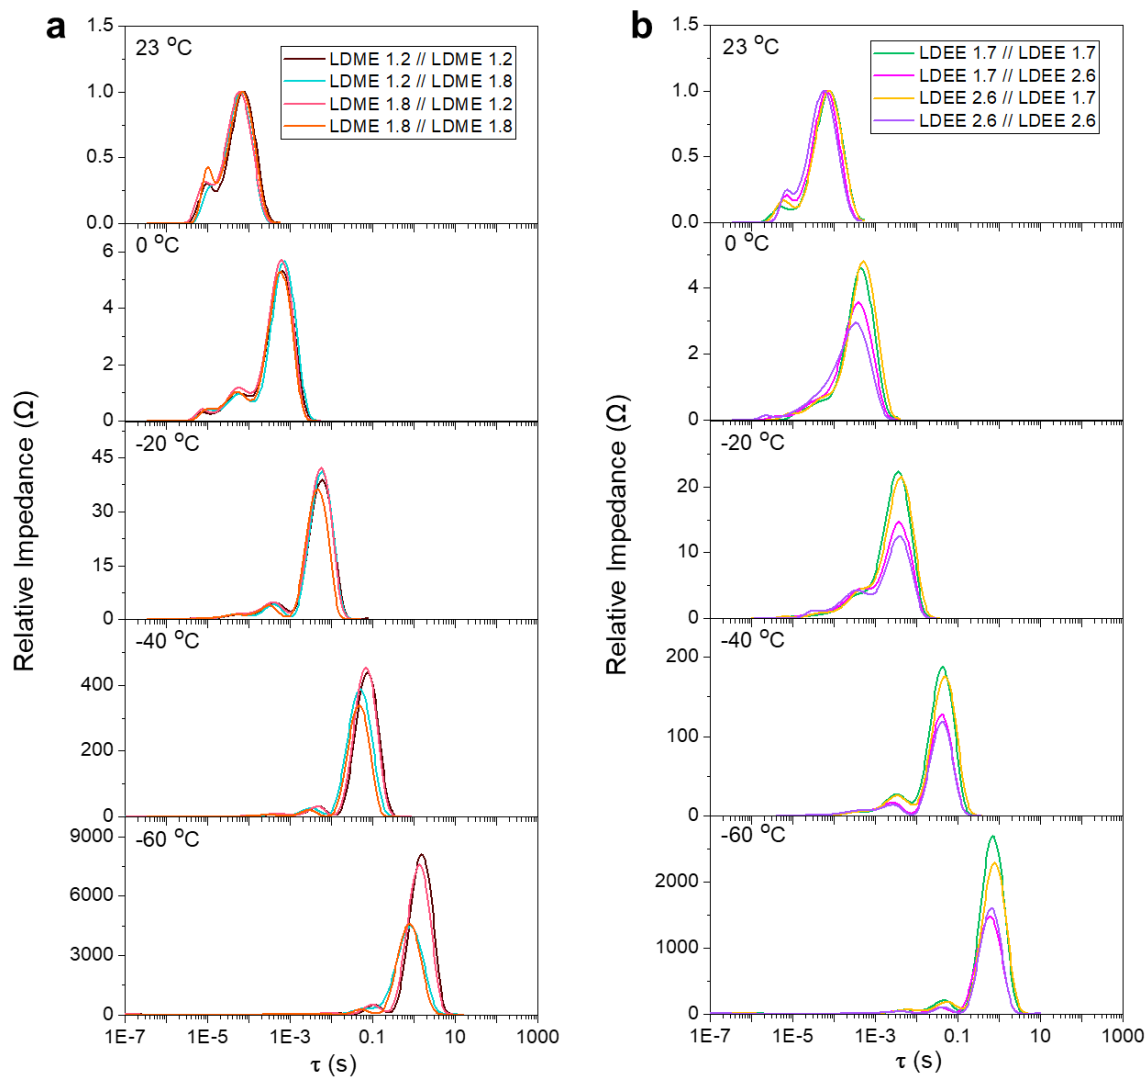 a
Relative Impedance (Ω)
23 °C
LDME 1.2 // LDME 1.2
LDME 1.2 // LDME 1.8
LDME 1.8 // LDME 1.2
LDME 1.8 // LDME 1.8
1.5
1.0
0.5
0.0
0 °C
6
4
2
0
-20 °C
45
30
15
0
-40 °C
400
200
0
-60 °C
9000
6000
3000
0
1E-7 1E-5 1E-3 0.1 10 1000
τ (s)
b
Relative Impedance (Ω)
23 °C
LDEE 1.7 // LDEE 1.7
LDEE 1.7 // LDEE 2.6
LDEE 2.6 // LDEE 1.7
LDEE 2.6 // LDEE 2.6
1.5
1.0
0.5
0.0
0 °C
4
2
0
-20 °C
20
10
0
-40 °C
200
100
0
-60 °C
2000
1000
0
1E-7 1E-5 1E-3 0.1 10 1000
τ (s)